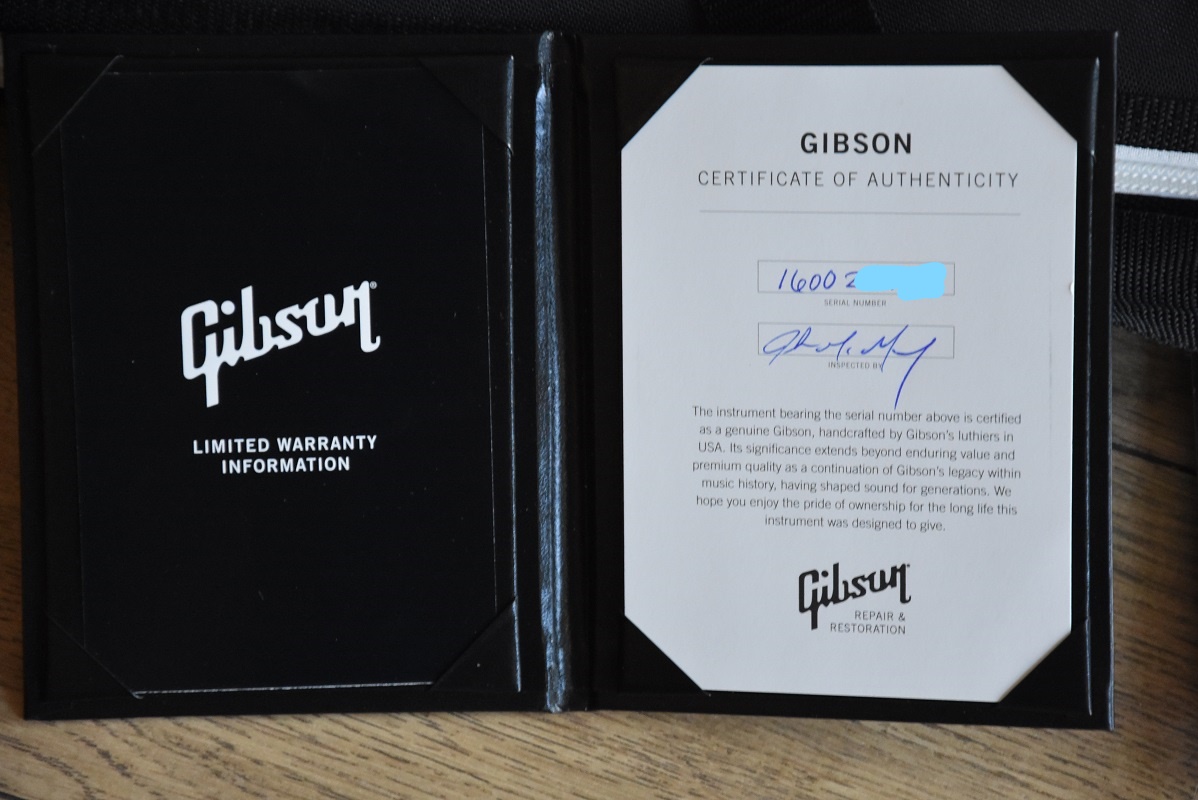 Gibson®
LIMITED WARRANTY
INFORMATION
GIBSON
CERTIFICATE OF AUTHENTICITY
16002
SERIAL NUMBER
INSPECTED BY
The instrument bearing the serial number above is certified
as a genuine Gibson, handcrafted by Gibson's luthiers in
USA. Its significance extends beyond enduring value and
premium quality as a continuation of Gibson's legacy within
music history, having shaped sound for generations. We
hope you enjoy the pride of ownership for the long life this
instrument was designed to give.
Gibson
REPAIR &
RESTORATION